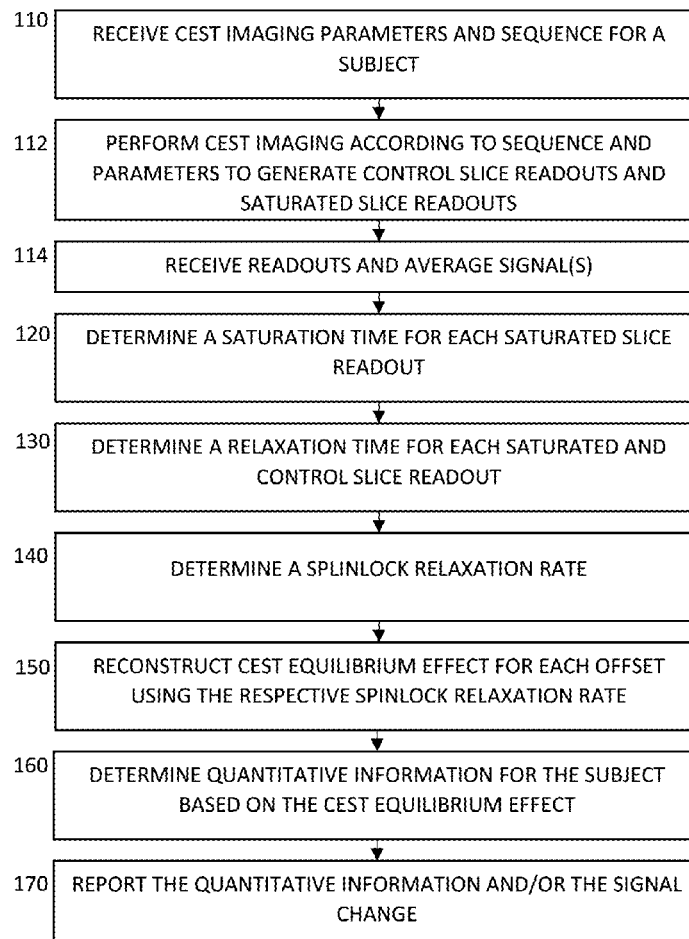 110
RECEIVE CEST IMAGING PARAMETERS AND SEQUENCE FOR A
SUBJECT
112
PERFORM CEST IMAGING ACCORDING TO SEQUENCE AND
PARAMETERS TO GENERATE CONTROL SLICE READOUTS AND
SATURATED SLICE READOUTS
114
RECEIVE READOUTS AND AVERAGE SIGNAL(S)
120
DETERMINE A SATURATION TIME FOR EACH SATURATED SLICE
READOUT
130
DETERMINE A RELAXATION TIME FOR EACH SATURATED AND
CONTROL SLICE READOUT
140
DETERMINE A SPLINLOCK RELAXATION RATE
150
RECONSTRUCT CEST EQUILIBRIUM EFFECT FOR EACH OFFSET
USING THE RESPECTIVE SPINLOCK RELAXATION RATE
160
DETERMINE QUANTITATIVE INFORMATION FOR THE SUBJECT
BASED ON THE CEST EQUILIBRIUM EFFECT
170
REPORT THE QUANTITATIVE INFORMATION AND/OR THE SIGNAL
CHANGE